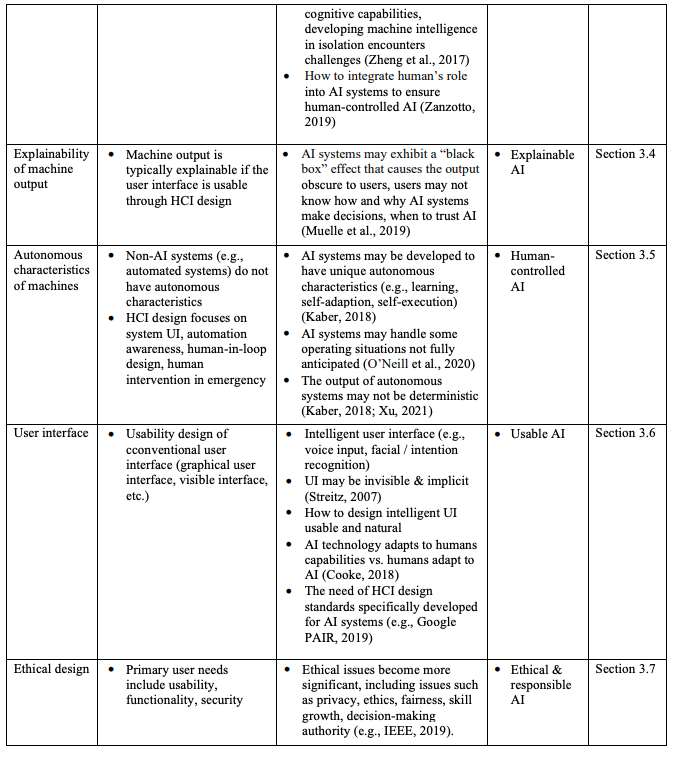 cognitive capabilities,
developing machine intelligence
in isolation encounters
challenges (Zheng et al., 2017)
• How to integrate human's role
into AI systems to ensure
human-controlled AI (Zanzotto,
2019)
Explainability
of machine
output
• Machine output is
typically explainable if the
user interface is usable
through HCI design
• AI systems may exhibit a “black
box” effect that causes the output
obscure to users, users may not
know how and why AI systems
make decisions, when to trust AI
(Muelle et al., 2019)
• Explainable
AI
Section 3.4
Autonomous
characteristics
of machines
• Non-AI systems (e.g.,
automated systems) do not
have autonomous
characteristics
• HCI design focuses on
system UI, automation
awareness, human-in-loop
design, human
intervention in emergency
• AI systems may be developed to
have unique autonomous
characteristics (e.g., learning,
self-adaption, self-execution)
(Kaber, 2018)
• AI systems may handle some
operating situations not fully
anticipated (O'Neill et al., 2020)
• The output of autonomous
systems may not be deterministic
(Kaber, 2018; Xu, 2021)
• Human-
controlled
AI
Section 3.5
User interface
• Usability design of
cconventional user
interface (graphical user
interface, visible interface,
etc.)
• Intelligent user interface (e.g.,
voice input, facial / intention
recognition)
• UI may be invisible & implicit
(Streitz, 2007)
• How to design intelligent UI
usable and natural
• AI technology adapts to humans
capabilities vs. humans adapt to
AI (Cooke, 2018)
• The need of HCI design
standards specifically developed
for AI systems (e.g., Google
PAIR, 2019)
• Usable AI
Section 3.6
Ethical design
• Primary user needs
include usability,
functionality, security
• Ethical issues become more
significant, including issues such
as privacy, ethics, fairness, skill
growth, decision-making
authority (e.g., IEEE, 2019).
• Ethical &
responsible
AI
Section 3.7